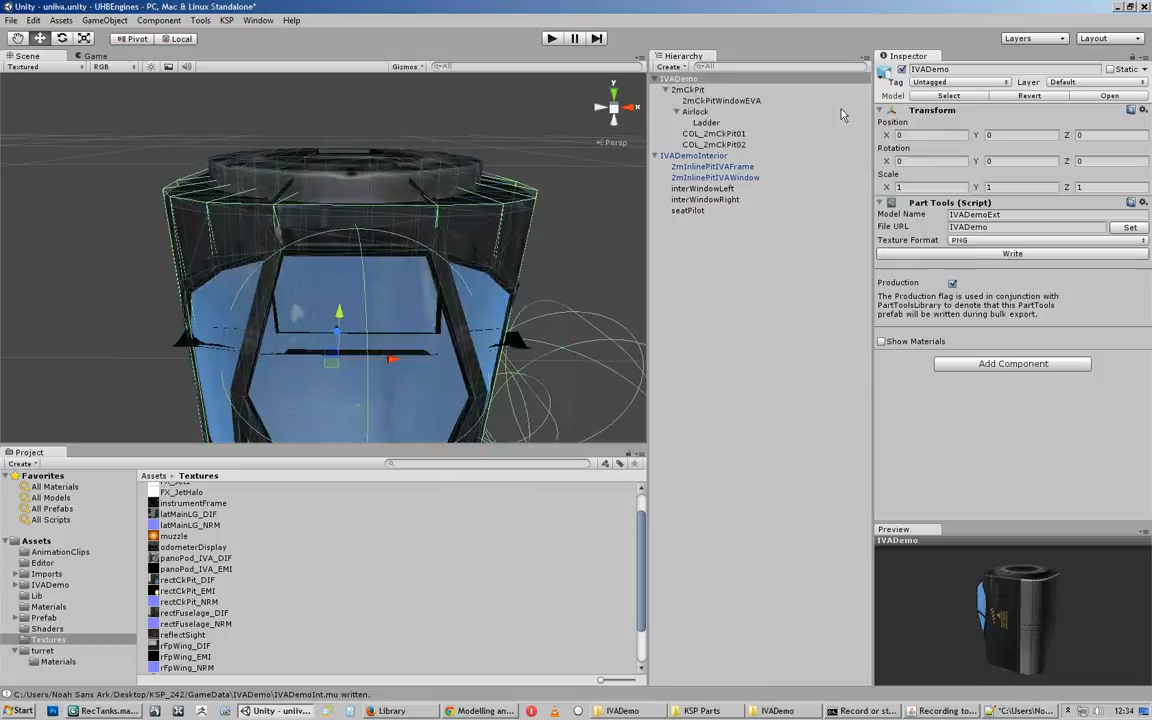 Unity - uniiva.unity - UHBEngines - PC, Mac & Linux Standalone*
File Edit Assets GameObject Component Tools KSP Window Help
Pivot Local Layers Layout
Scene Game
Textured RGB Gizmos All
y
x
Persp
Hierarchy
Create All
IVADemo
2mCkPit
2mCkPitWindowEVA
Airlock
Ladder
COL_2mCkPit01
COL_2mCkPit02
IVADemoInterior
2mInlinePitIVAFrame
2mInlinePitIVAWindow
interWindowLeft
interWindowRight
seatPilot
Inspector
IVADemo Static
Tag Untagged Layer Default
Model Select Revert Open
Transform
Position
X 0 Y 0 Z 0
Rotation
X 0 Y 0 Z 0
Scale
X 1 Y 1 Z 1
Part Tools (Script)
Model Name IVADemoExt
File URL IVADemo Set
Texture Format PNG
Write
Production
The Production flag is used in conjunction with
PartToolsLibrary to denote that this PartTools
prefab will be written during bulk export.
Show Materials
Add Component
Preview
IVADemo
Project
Create
Favorites
All Materials
All Models
All Prefabs
All Scripts
Assets
AnimationClips
Editor
Imports
IVADemo
Lib
Materials
Prefab
Shaders
Textures
turret
Materials
Assets Textures
FX_JetHalo
instrumentFrame
latMainLG_DIF
latMainLG_NRM
muzzle
odometerDisplay
panoPod_IVA_DIF
panoPod_IVA_EMI
rectCkPit_DIF
rectCkPit_EMI
rectCkPit_NRM
rectFuselage_DIF
rectFuselage_NRM
reflectSight
rFpWing_DIF
rFpWing_EMI
rFpWing_NRM
C:/Users/Noah Sans Ark/Desktop/KSP_242/GameData/IVADemo/IVADemoInt.mu written.
Start RecTanks.ma... Unity - uniiv... Library Modelling an... IVADemo KSP Parts IVADemo Record or st... Recording to... *C:\Users\No... 12:34